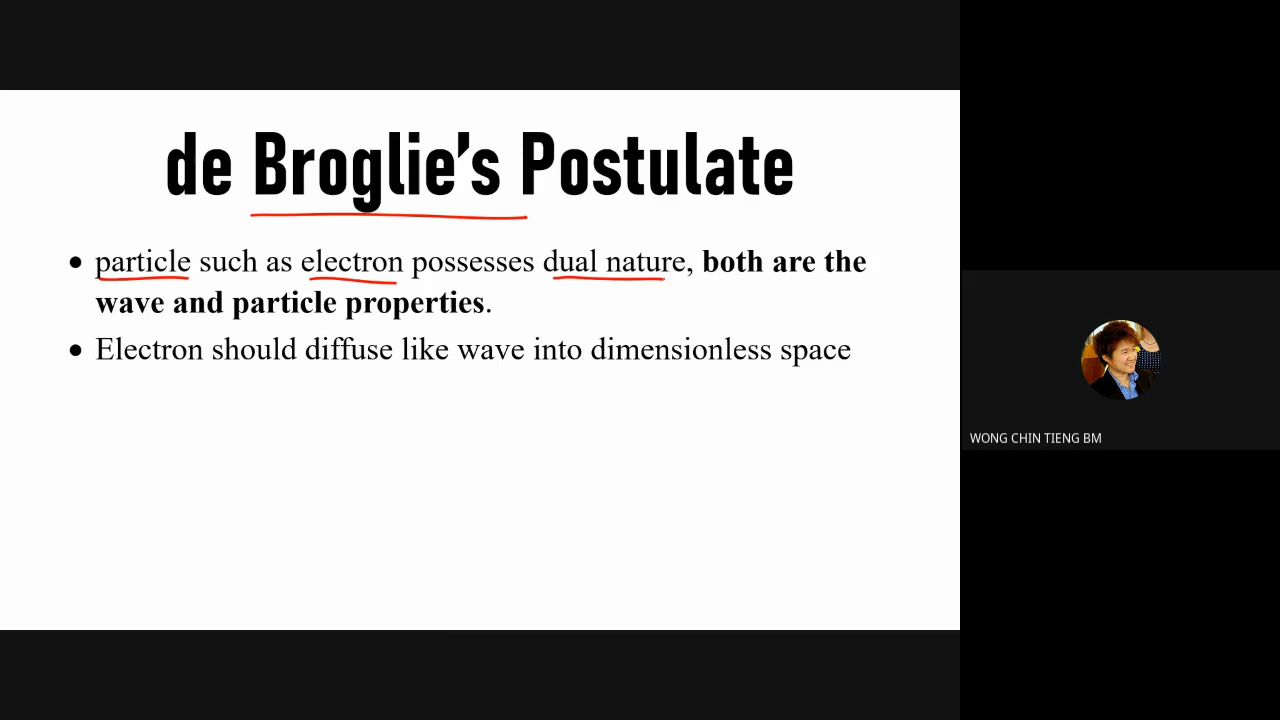 de Broglie’s Postulate
• particle such as electron possesses dual nature, both are the
wave and particle properties.
• Electron should diffuse like wave into dimensionless space
WONG CHIN TIENG BM